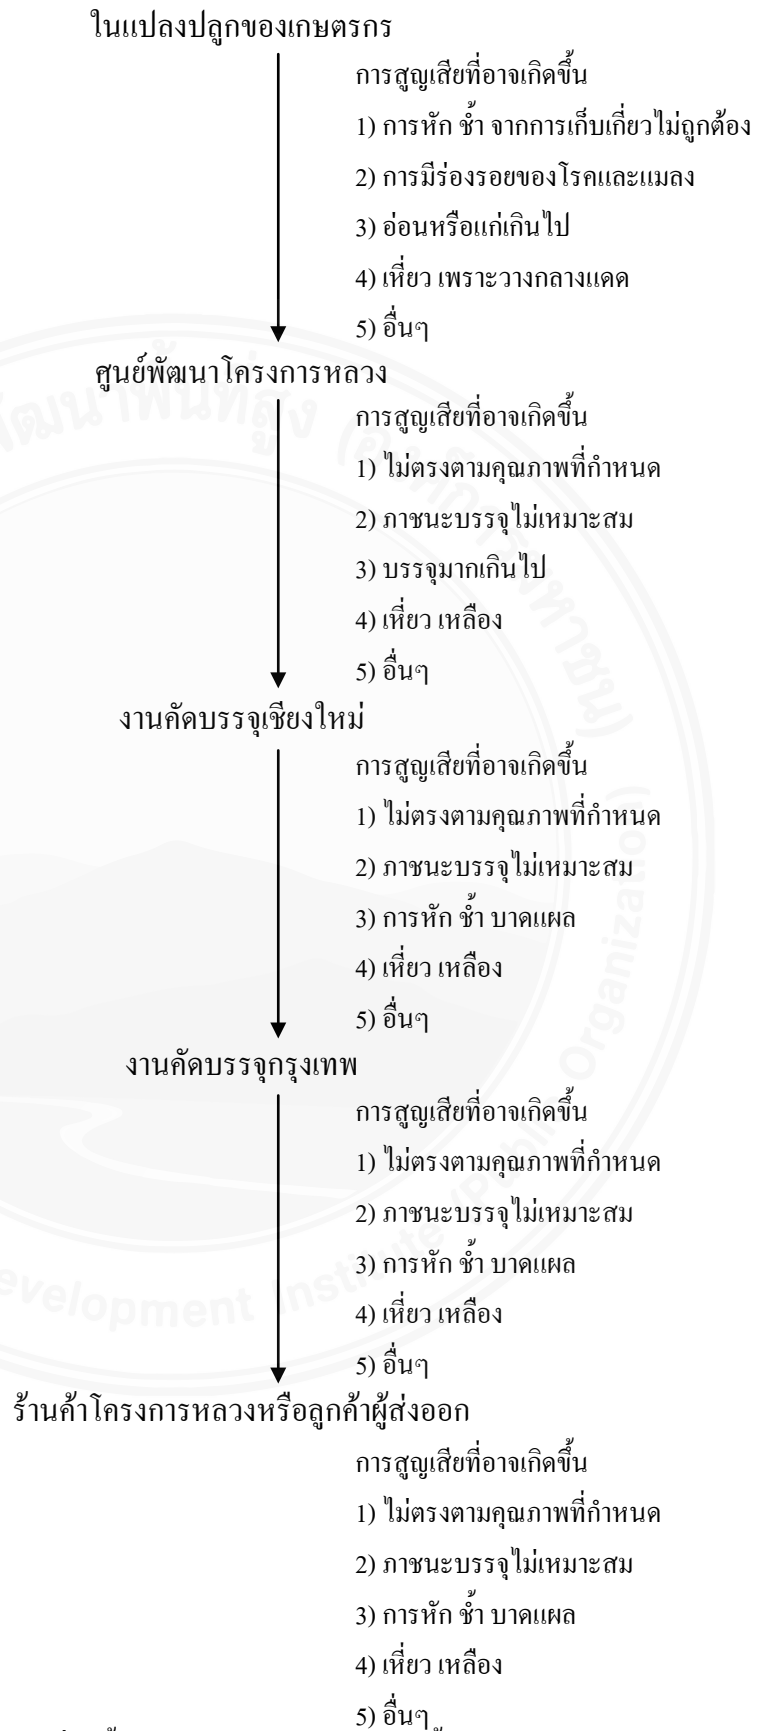 ในแปลงปลูกของเกษตรกร
การสูญเสียที่อาจเกิดขึ้น
1) การหัก ช้ำ จากการเก็บเกี่ยวไม่ถูกต้อง
2) การมีร่องรอยของโรคและแมลง
3) อ่อนหรือแก่เกินไป
4) เหี่ยว เพราะวางกลางแดด
5) อื่นๆ
ศูนย์พัฒนาโครงการหลวง
การสูญเสียที่อาจเกิดขึ้น
1) ไม่ตรงตามคุณภาพที่กำหนด
2) ภาชนะบรรจุไม่เหมาะสม
3) บรรจุมากเกินไป
4) เหี่ยว เหลือง
5) อื่นๆ
งานคัดบรรจุเชียงใหม่
การสูญเสียที่อาจเกิดขึ้น
1) ไม่ตรงตามคุณภาพที่กำหนด
2) ภาชนะบรรจุไม่เหมาะสม
3) การหัก ช้ำ บาดแผล
4) เหี่ยว เหลือง
5) อื่นๆ
งานคัดบรรจุกรุงเทพ
การสูญเสียที่อาจเกิดขึ้น
1) ไม่ตรงตามคุณภาพที่กำหนด
2) ภาชนะบรรจุไม่เหมาะสม
3) การหัก ช้ำ บาดแผล
4) เหี่ยว เหลือง
5) อื่นๆ
ร้านค้าโครงการหลวงหรือลูกค้าผู้ส่งออก
การสูญเสียที่อาจเกิดขึ้น
1) ไม่ตรงตามคุณภาพที่กำหนด
2) ภาชนะบรรจุไม่เหมาะสม
3) การหัก ช้ำ บาดแผล
4) เหี่ยว เหลือง
5) อื่นๆ
พัฒนาพื้นที่สูง (องค์การมหาชน)
evelopment Institute (Public Organization)